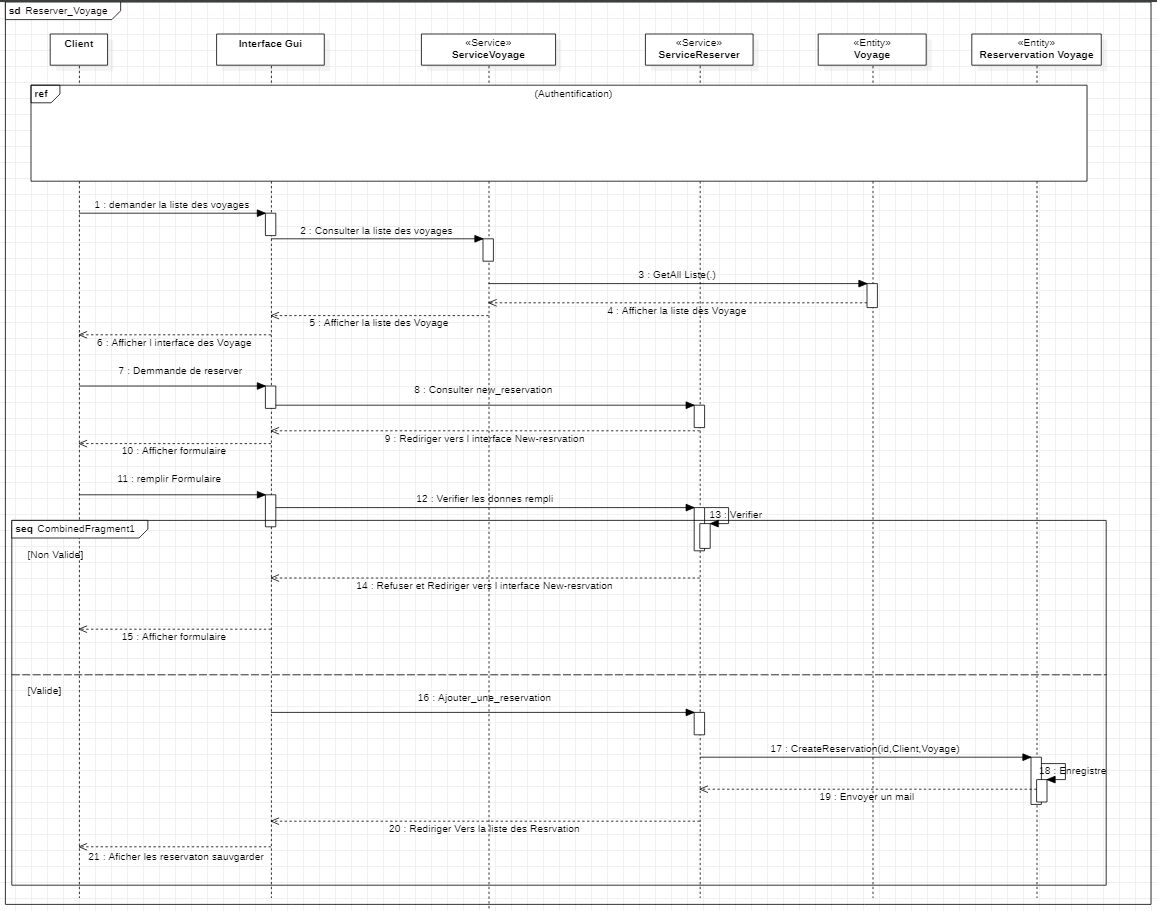 sd Reserver_Voyage
Client
Interface Gui
«Service»
ServiceVoyage
«Service»
ServiceReserver
«Entity»
Voyage
«Entity»
Reservervation Voyage
ref
(Authentification)
1 : demander la liste des voyages
2 : Consulter la liste des voyages
3 : GetAll Liste(.)
4 : Afficher la liste des Voyage
5 : Afficher la liste des Voyage
6 : Afficher l interface des Voyage
7 : Demmande de reserver
8 : Consulter new_reservation
9 : Rediriger vers l interface New-resrvation
10 : Afficher formulaire
11 : remplir Formulaire
12 : Verifier les donnes rempli
13 : Verifier
seq CombinedFragment1
[Non Valide]
14 : Refuser et Rediriger vers l interface New-resrvation
15 : Afficher formulaire
[Valide]
16 : Ajouter_une_reservation
17 : CreateReservation(id,Client,Voyage)
18 : Enregistre
19 : Envoyer un mail
20 : Rediriger Vers la liste des Resrvation
21 : Aficher les reservaton sauvgarder